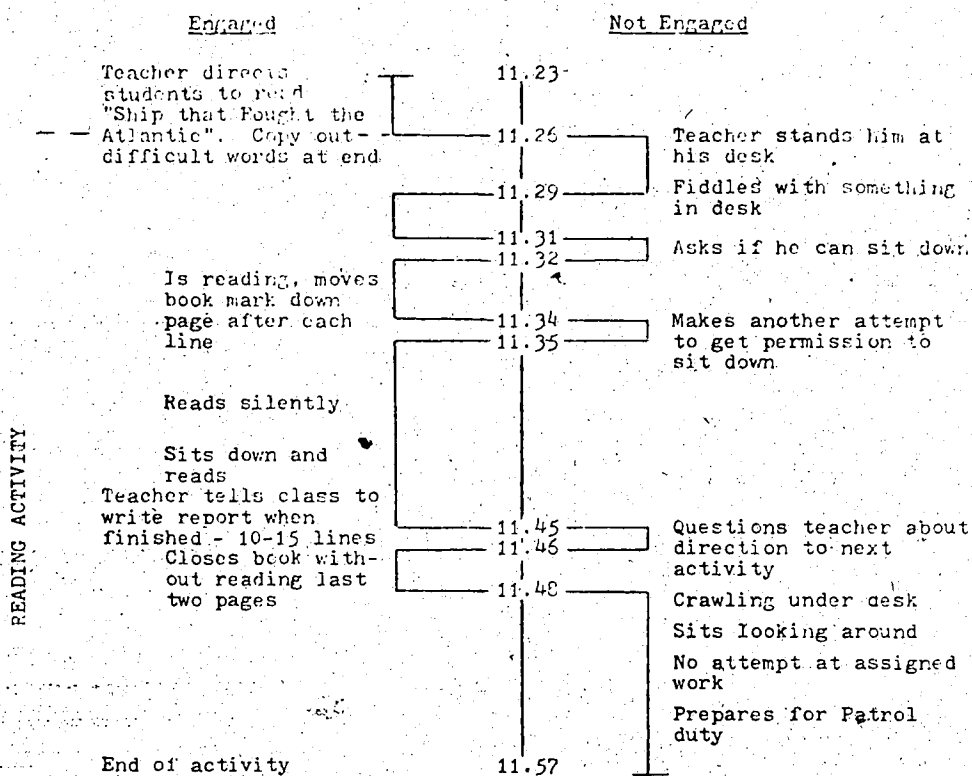 Engaged
Not Engaged
Teacher directs
students to read
"Ship that Fought the
Atlantic". Copy out
difficult words at end
11.23
11.26
Teacher stands him at
his desk
11.29
Fiddles with something
in desk
11.31
Asks if he can sit down
11.32
Is reading, moves
book mark down
page after each
line
11.34
11.35
Makes another attempt
to get permission to
sit down
Reads silently
Sits down and
reads
Teacher tells class to
write report when
finished - 10-15 lines
11.45
Questions teacher about
direction to next
activity
11.46
Closes book with-
out reading last
two pages
11.48
Crawling under desk
Sits looking around
No attempt at assigned
work
Prepares for Patrol
duty
End of activity
11.57
READING ACTIVITY